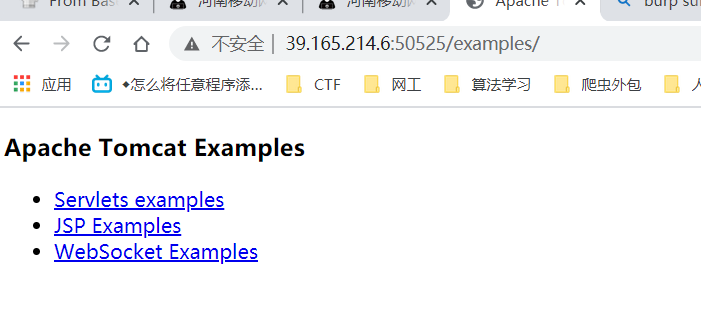 From Bas
河南移动网
河南移动网
Apache T
burp su
不安全 | 39.165.214.6:50525/examples/
应用
♦怎么将任意程序添...
CTF
网工
算法学习
爬虫外包
Apache Tomcat Examples
• Servlets examples
• JSP Examples
• WebSocket Examples